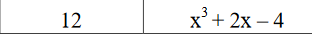 12 x³ + 2x – 4